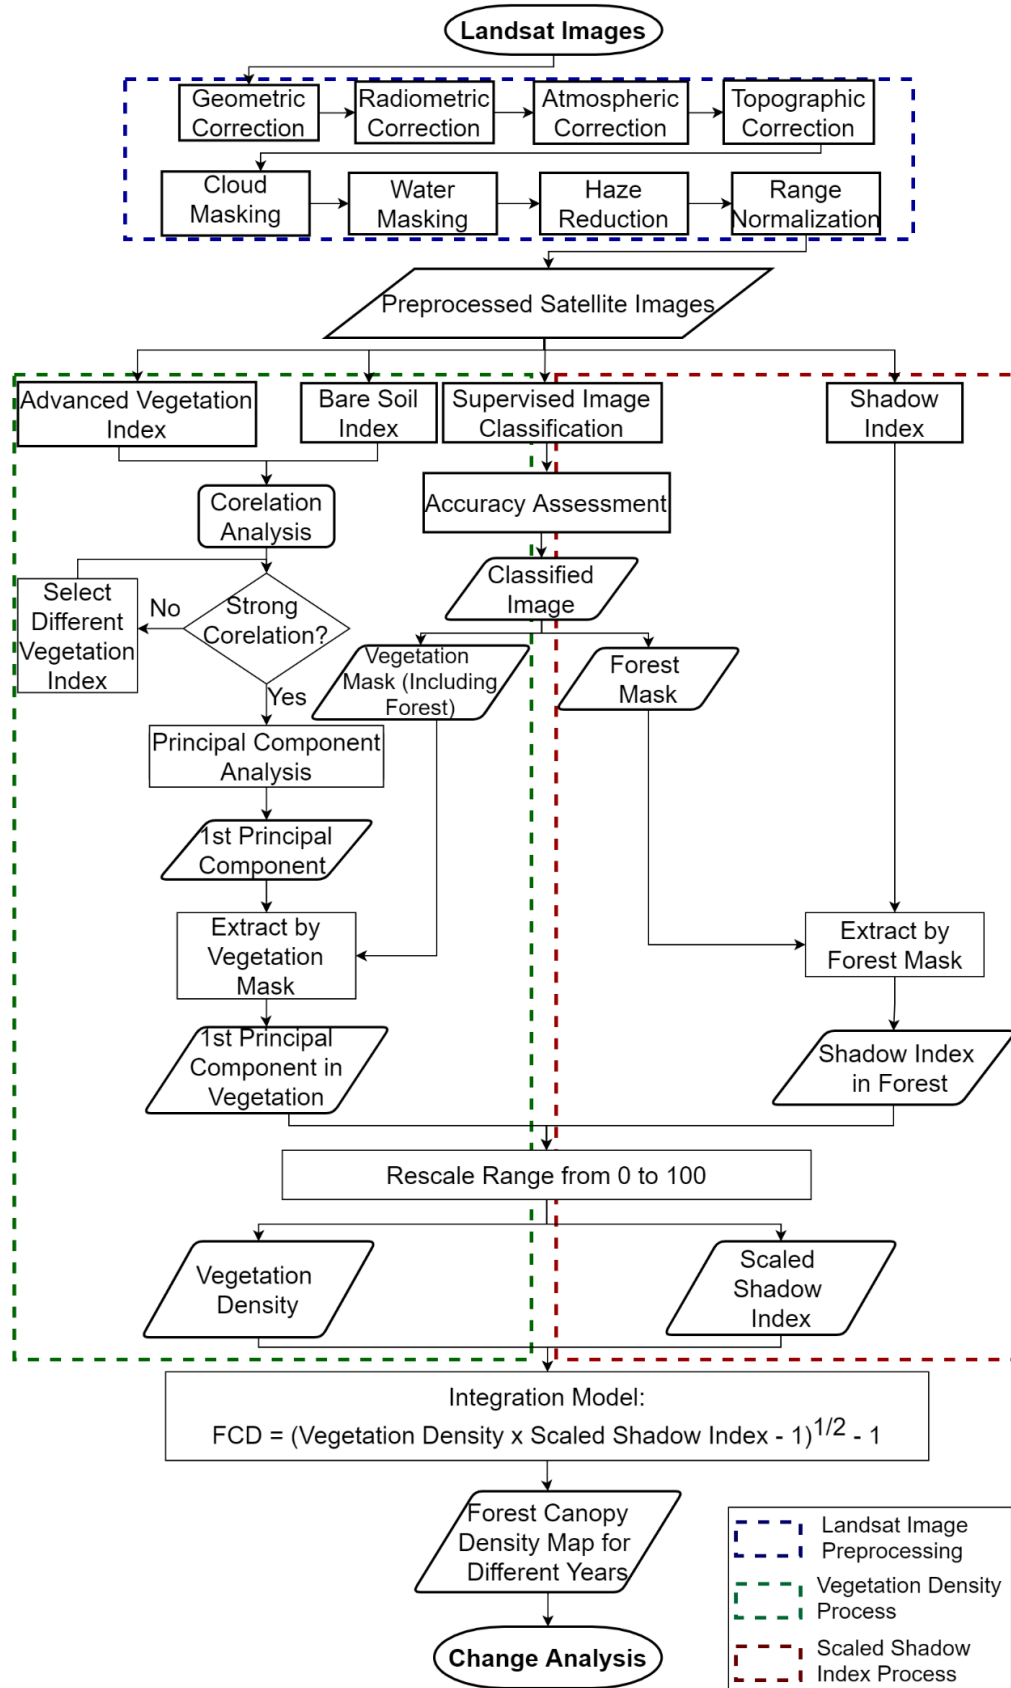 Landsat Images
Geometric
Correction
Radiometric
Correction
Atmospheric
Correction
Topographic
Correction
Cloud
Masking
Water
Masking
Haze
Reduction
Range
Normalization
Preprocessed Satellite Images
Advanced Vegetation
Index
Bare Soil
Index
Supervised Image
Classification
Shadow
Index
Corelation
Analysis
Accuracy Assessment
Classified
Image
Select
Different
Vegetation
Index
No
Strong
Corelation?
Yes
Vegetation
Mask (Including
Forest)
Forest
Mask
Principal Component
Analysis
1st Principal
Component
Extract by
Vegetation
Mask
Extract by
Forest Mask
1st Principal
Component in
Vegetation
Shadow Index
in Forest
Rescale Range from 0 to 100
Vegetation
Density
Scaled
Shadow
Index
Integration Model:
FCD = (Vegetation Density x Scaled Shadow Index - 1)^1/2 - 1
Forest Canopy
Density Map for
Different Years
Change Analysis
Landsat Image
Preprocessing
Vegetation Density
Process
Scaled Shadow
Index Process